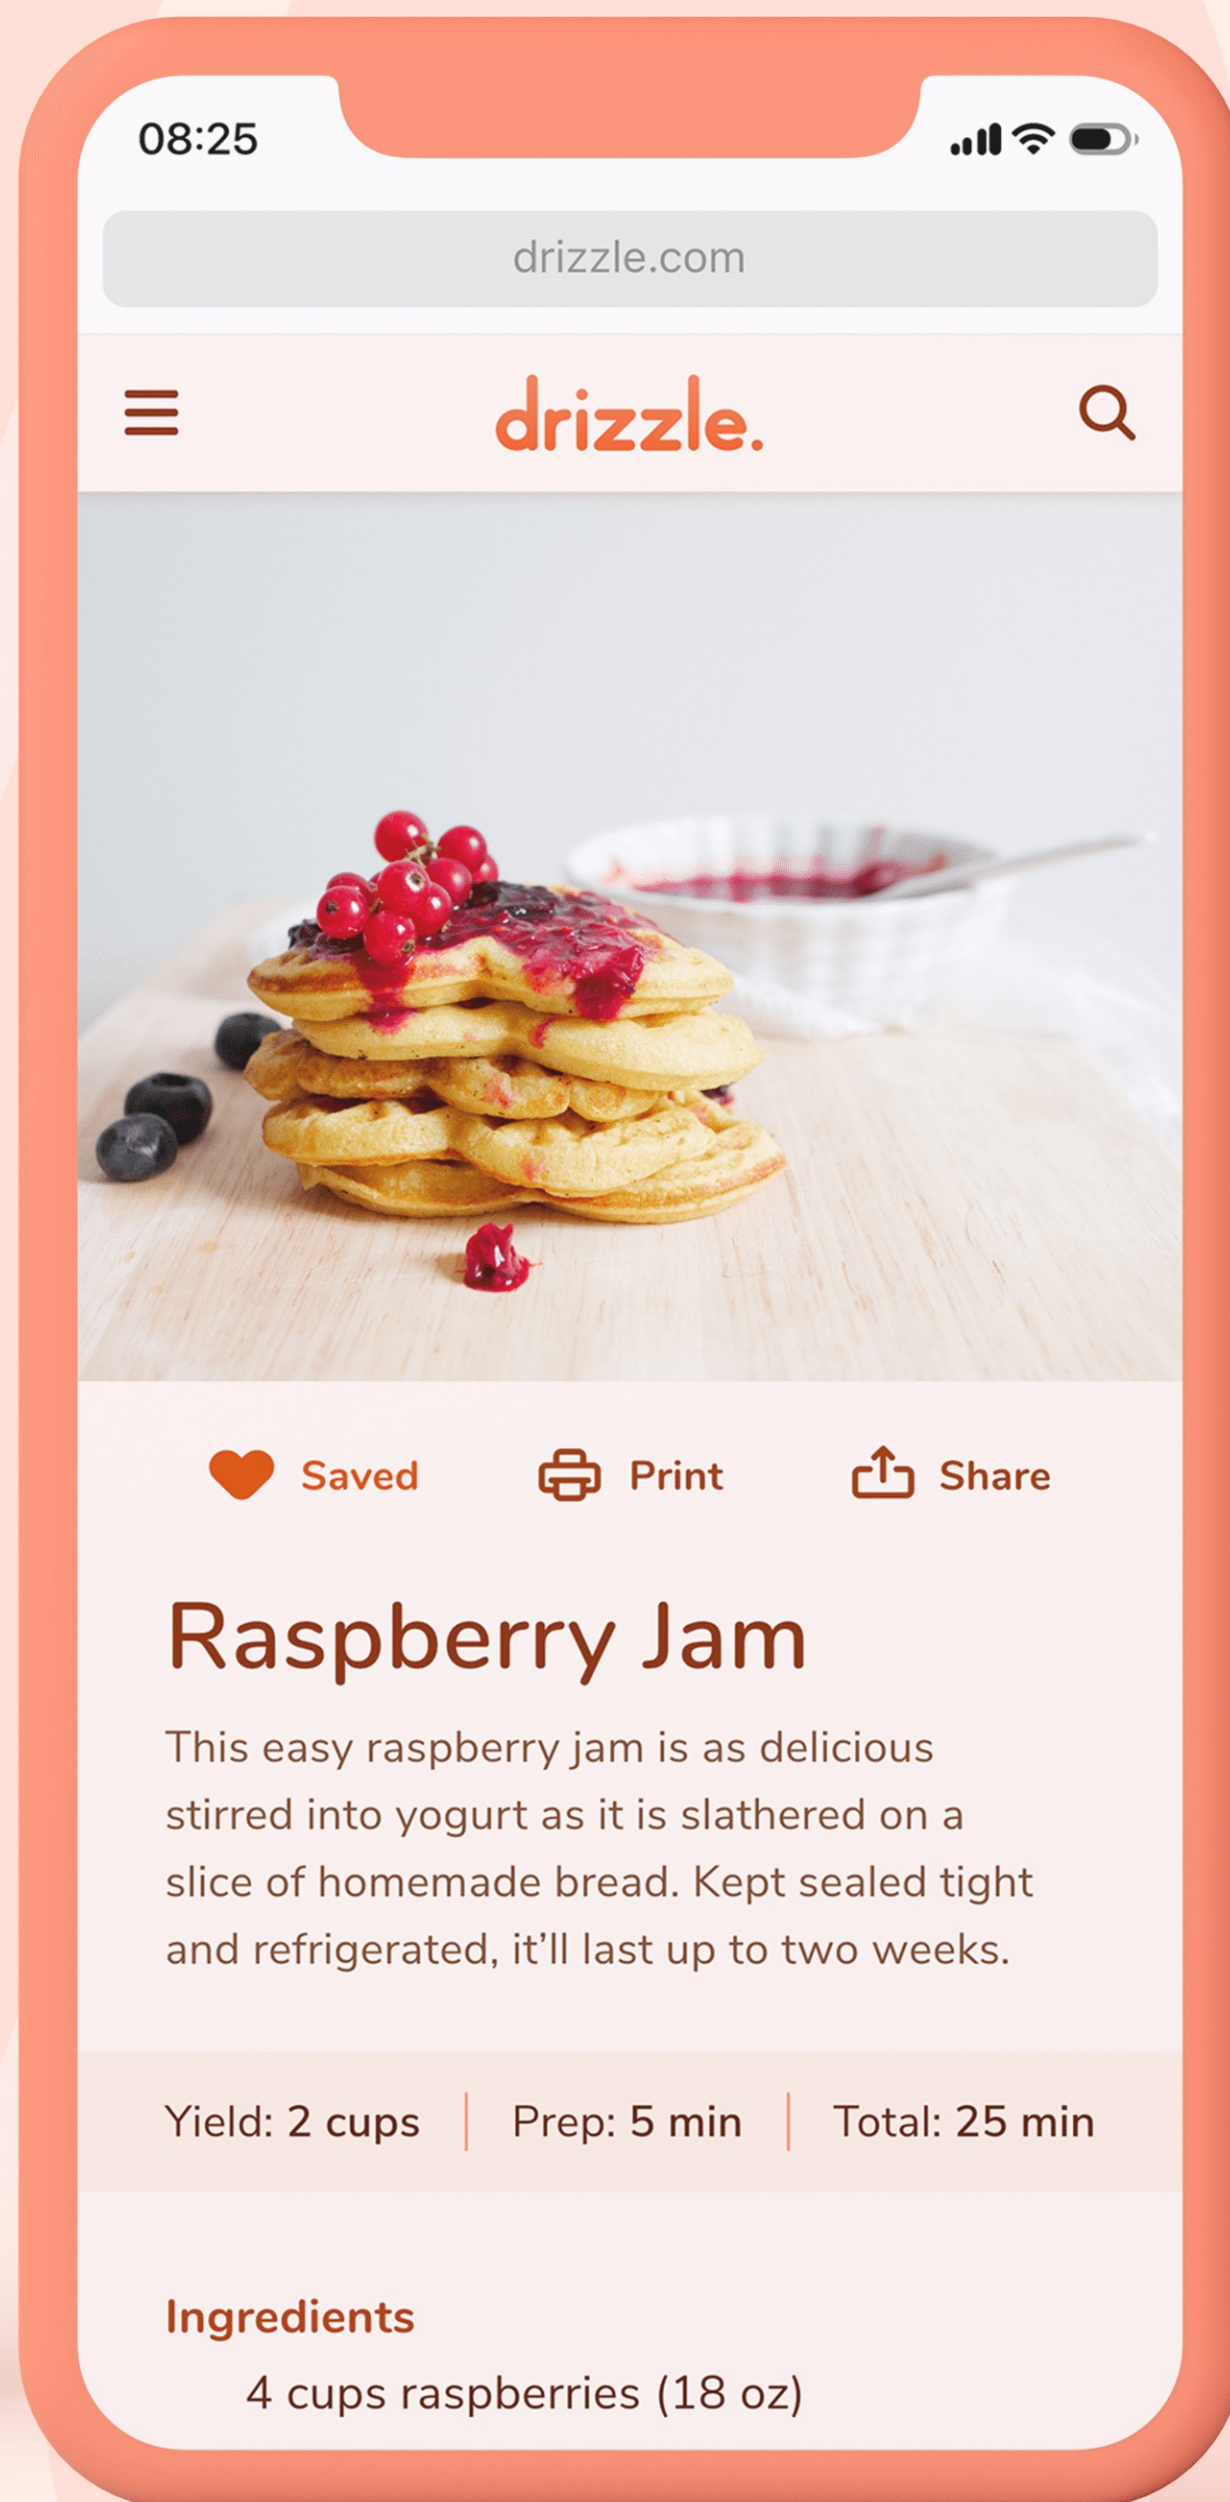 08:25
drizzle.com
drizzle.
Saved
Print
Share
Raspberry Jam
This easy raspberry jam is as delicious
stirred into yogurt as it is slathered on a
slice of homemade bread. Kept sealed tight
and refrigerated, it’ll last up to two weeks.
Yield: 2 cups
Prep: 5 min
Total: 25 min
Ingredients
4 cups raspberries (18 oz)